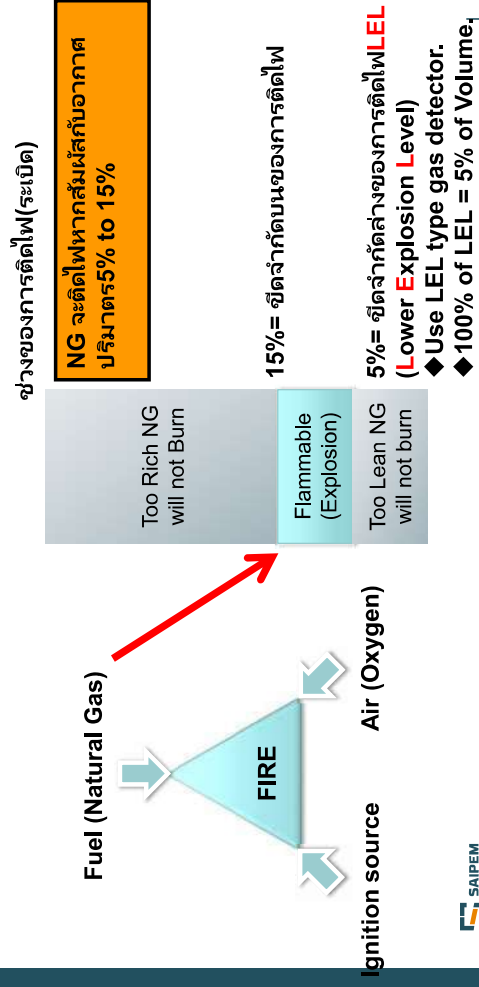 ช่วงของการติดไฟ(ระเบิด)
NG จะติดไฟหากสัมผัสกับอากาศ
ปริมาตร5% to 15%
Fuel (Natural Gas)
Too Rich NG
will not Burn
15%= ขีดจำกัดบนของการติดไฟ
FIRE
Flammable
(Explosion)
Ignition source
Air (Oxygen)
Too Lean NG
will not burn
5%= ขีดจำกัดล่างของการติดไฟLEL
(Lower Explosion Level)
◆Use LEL type gas detector.
◆100% of LEL = 5% of Volume.
SAIPEM